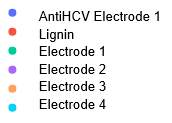 AntiHCV Electrode 1
Lignin
Electrode 1
Electrode 2
Electrode 3
Electrode 4